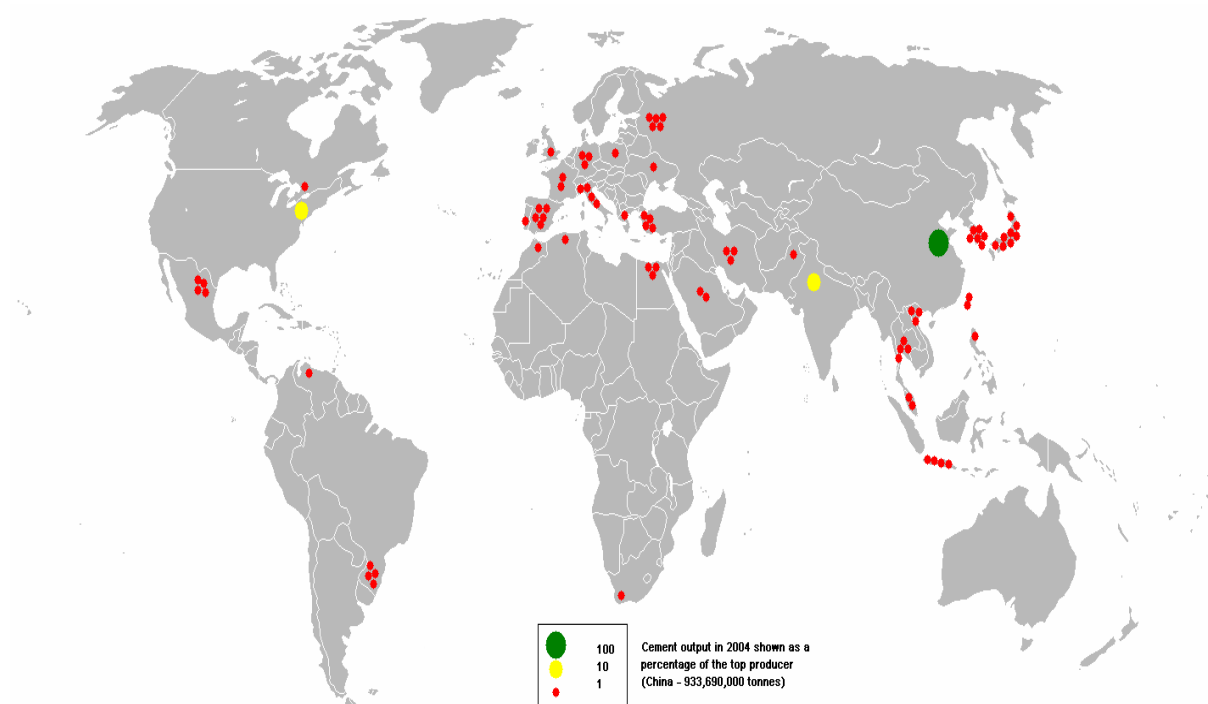 100
10
1
Cement output in 2004 shown as a
percentage of the top producer
(China - 933,690,000 tonnes)